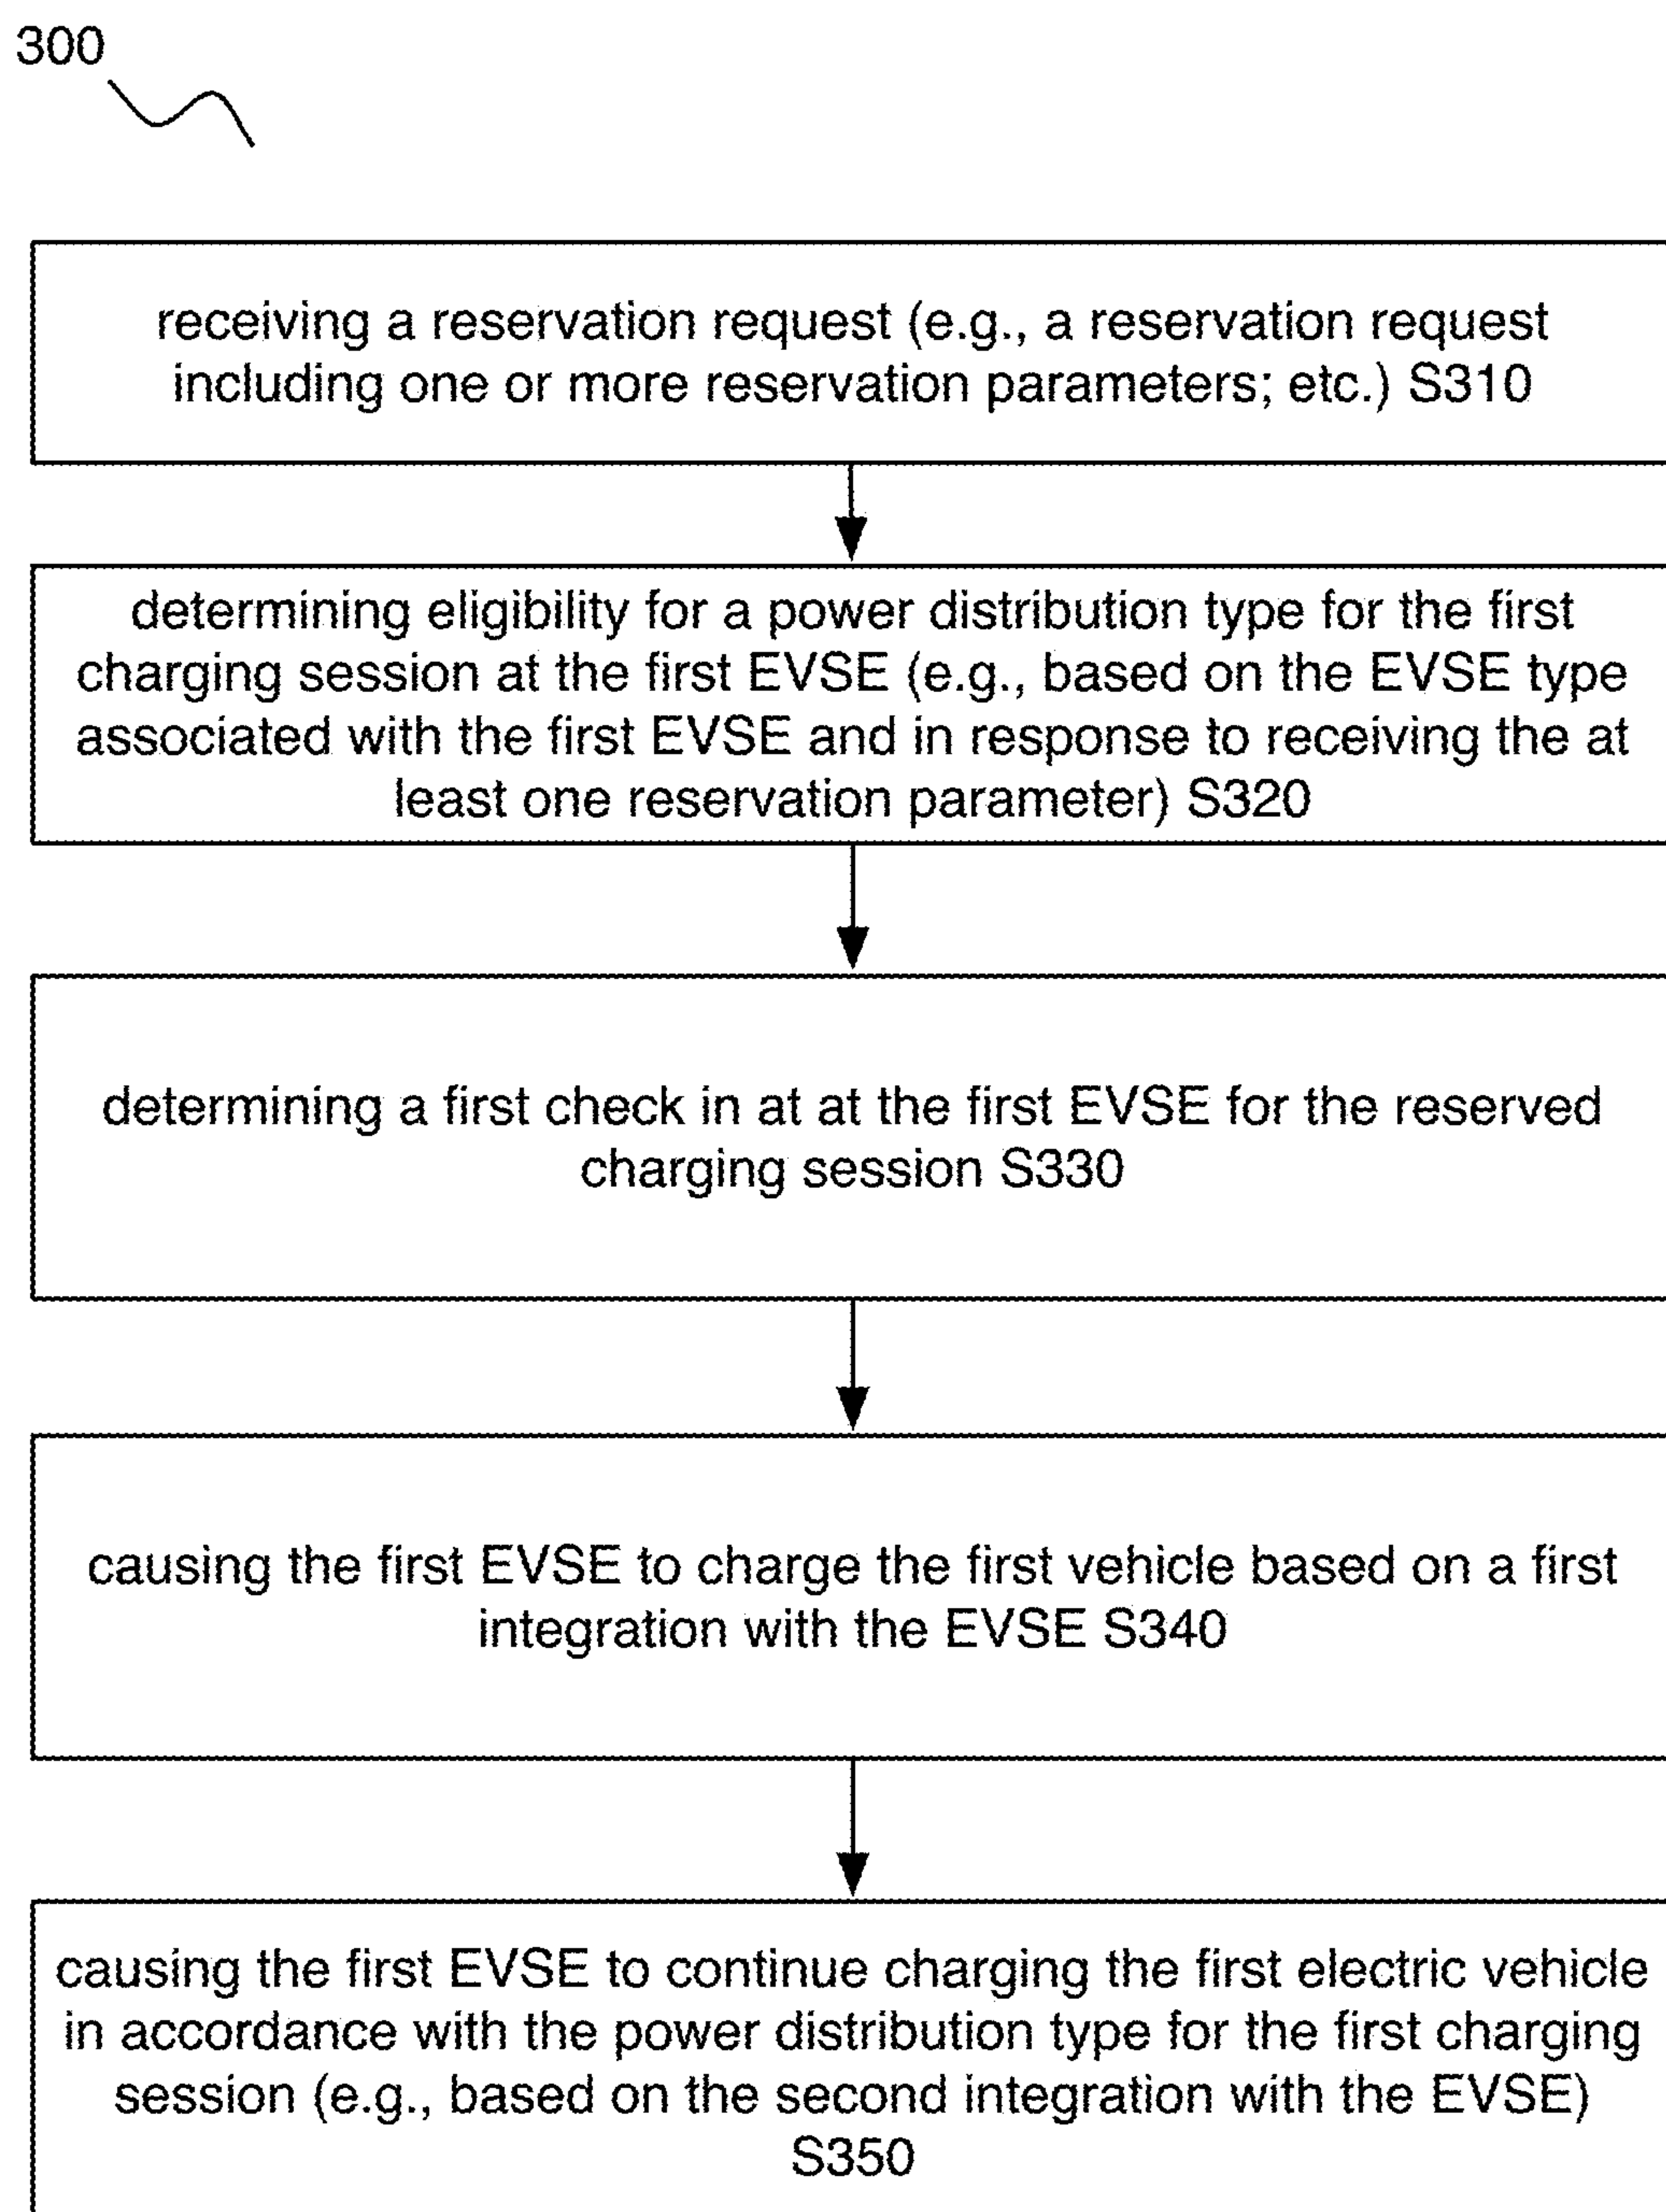 300
receiving a reservation request (e.g., a reservation request
including one or more reservation parameters; etc.) S310
determining eligibility for a power distribution type for the first
charging session at the first EVSE (e.g., based on the EVSE type
associated with the first EVSE and in response to receiving the at
least one reservation parameter) S320
determining a first check in at at the first EVSE for the reserved
charging session S330
causing the first EVSE to charge the first vehicle based on a first
integration with the EVSE S340
causing the first EVSE to continue charging the first electric vehicle
in accordance with the power distribution type for the first charging
session (e.g., based on the second integration with the EVSE)
S350